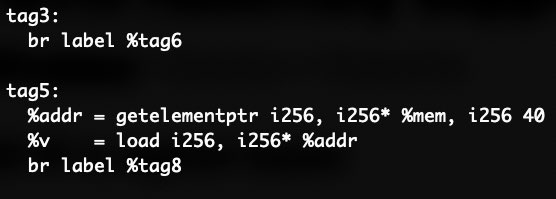 tag3:
  br label %tag6

tag5:
  %addr = getelementptr i256, i256* %mem, i256 40
  %v    = load i256, i256* %addr
  br label %tag8